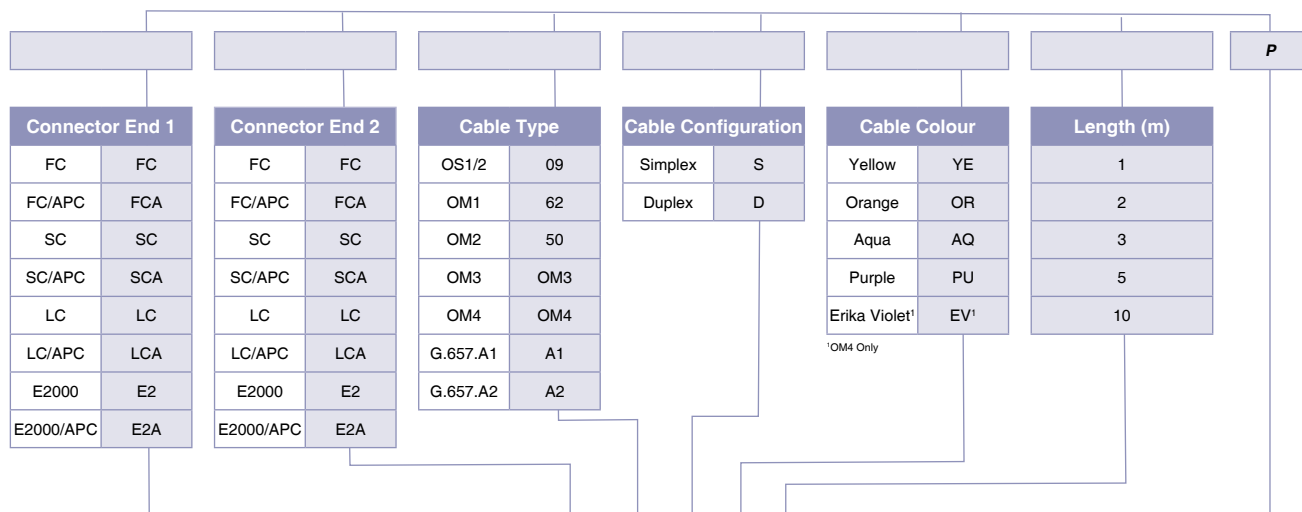 P
Connector End 1 Connector End 2 Cable Type Cable Configuration Cable Colour Length (m)
FC FC FC FC OS1/2 09 Simplex S Yellow YE 1
FC/APC FCA FC/APC FCA OM1 62 Duplex D Orange OR 2
SC SC SC SC OM2 50 Aqua AQ 3
SC/APC SCA SC/APC SCA OM3 OM3 Purple PU 5
LC LC LC LC OM4 OM4 Erika Violet¹ EV¹ 10
LC/APC LCA LC/APC LCA G.657.A1 A1 ¹OM4 Only
E2000 E2 E2000 E2 G.657.A2 A2
E2000/APC E2A E2000/APC E2A